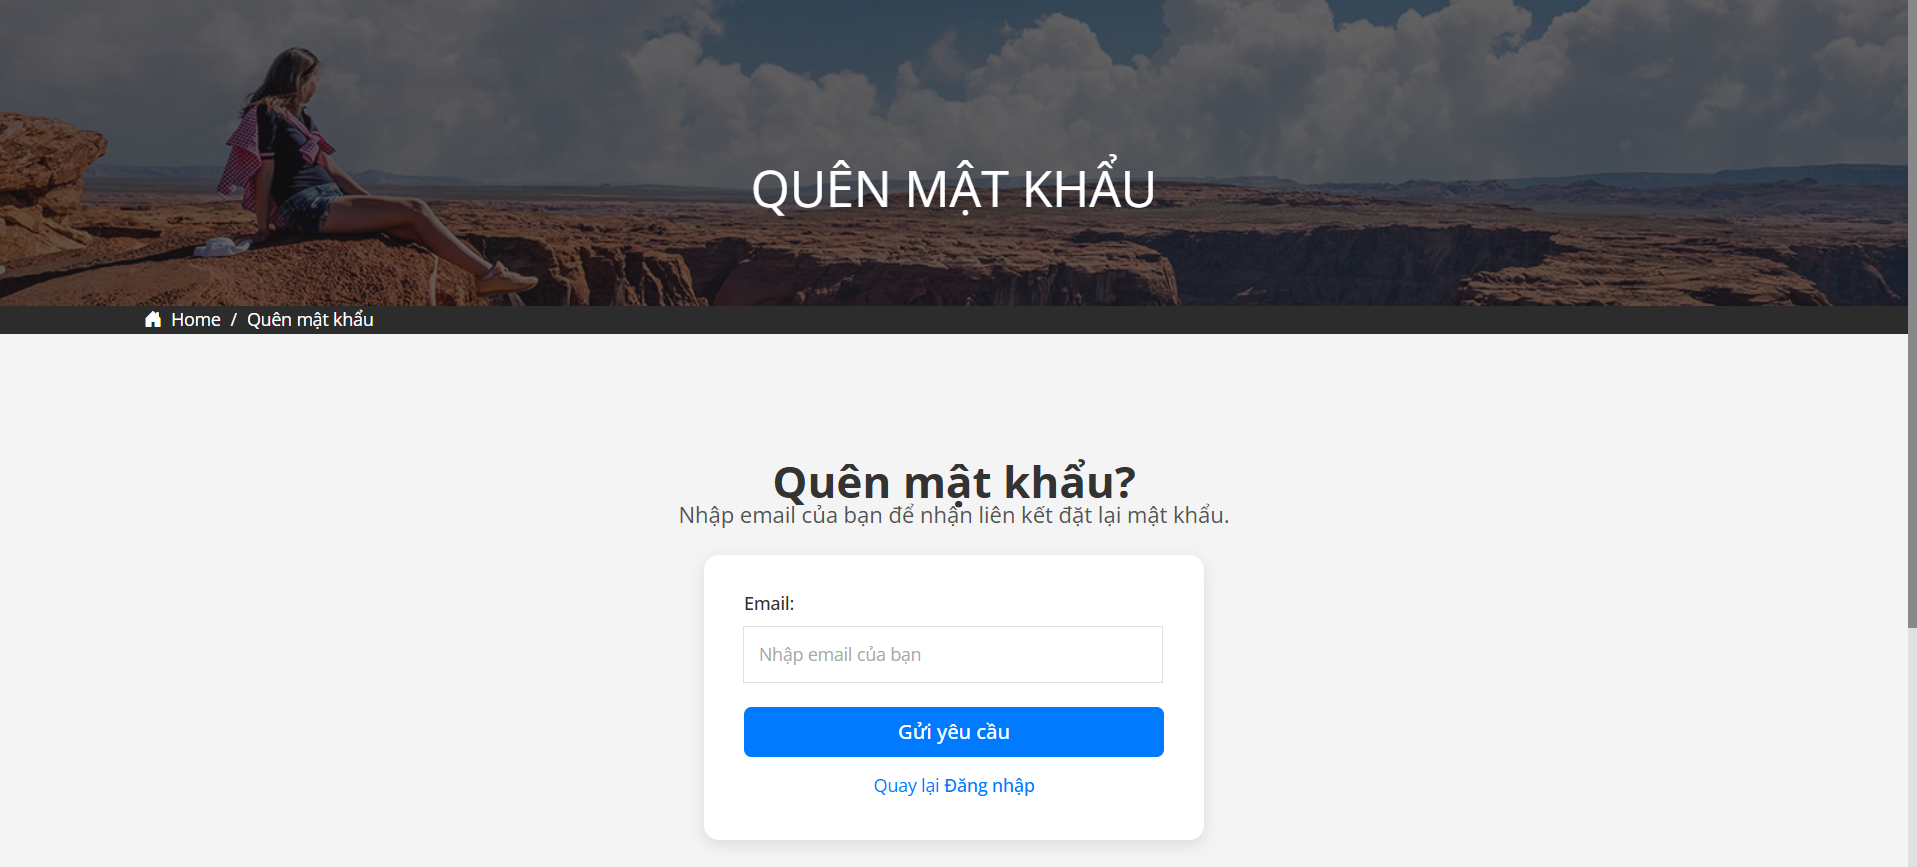 QUÊN MẬT KHẨU
Home / Quên mật khẩu
Quên mật khẩu?
Nhập email của bạn để nhận liên kết đặt lại mật khẩu.
Email:
Nhập email của bạn
Gửi yêu cầu
Quay lại Đăng nhập